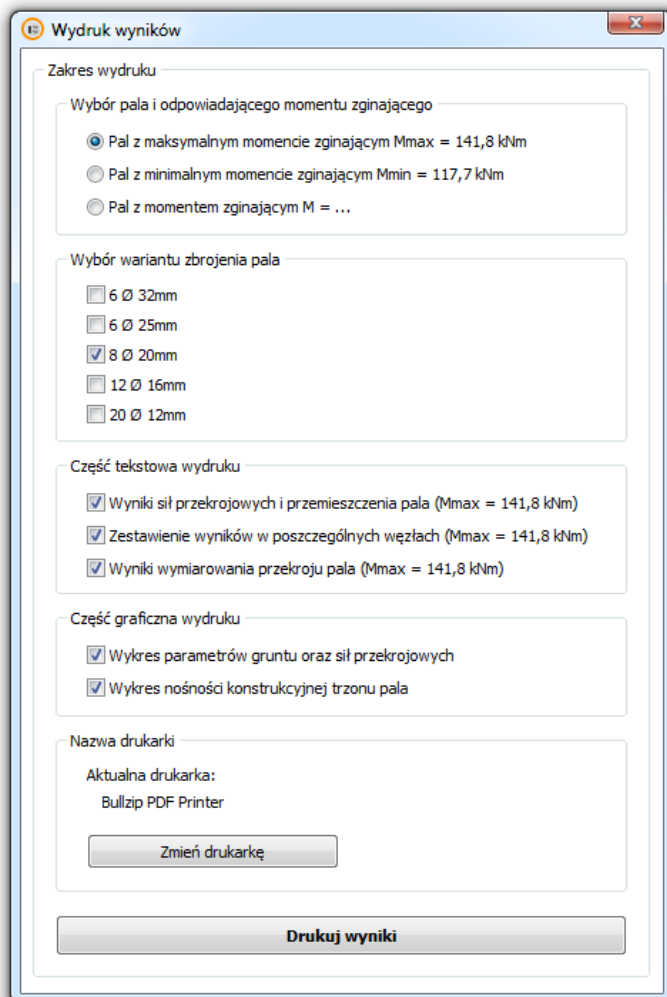 Wydruk wyników
Zakres wydruku
Wybór pala i odpowiadającego momentu zginającego
Pal z maksymalnym momencie zginającym Mmax = 141,8 kNm
Pal z minimalnym momencie zginającym Mmin = 117,7 kNm
Pal z momentem zginającym M = ...
Wybór wariantu zbrojenia pala
6 Ø 32mm
6 Ø 25mm
8 Ø 20mm
12 Ø 16mm
20 Ø 12mm
Część tekstowa wydruku
Wyniki sił przekrojowych i przemieszczenia pala (Mmax = 141,8 kNm)
Zestawienie wyników w poszczególnych węzłach (Mmax = 141,8 kNm)
Wyniki wymiarowania przekroju pala (Mmax = 141,8 kNm)
Część graficzna wydruku
Wykres parametrów gruntu oraz sił przekrojowych
Wykres nośności konstrukcyjnej trzonu pala
Nazwa drukarki
Aktualna drukarka:
Bullzip PDF Printer
Zmień drukarkę
Drukuj wyniki